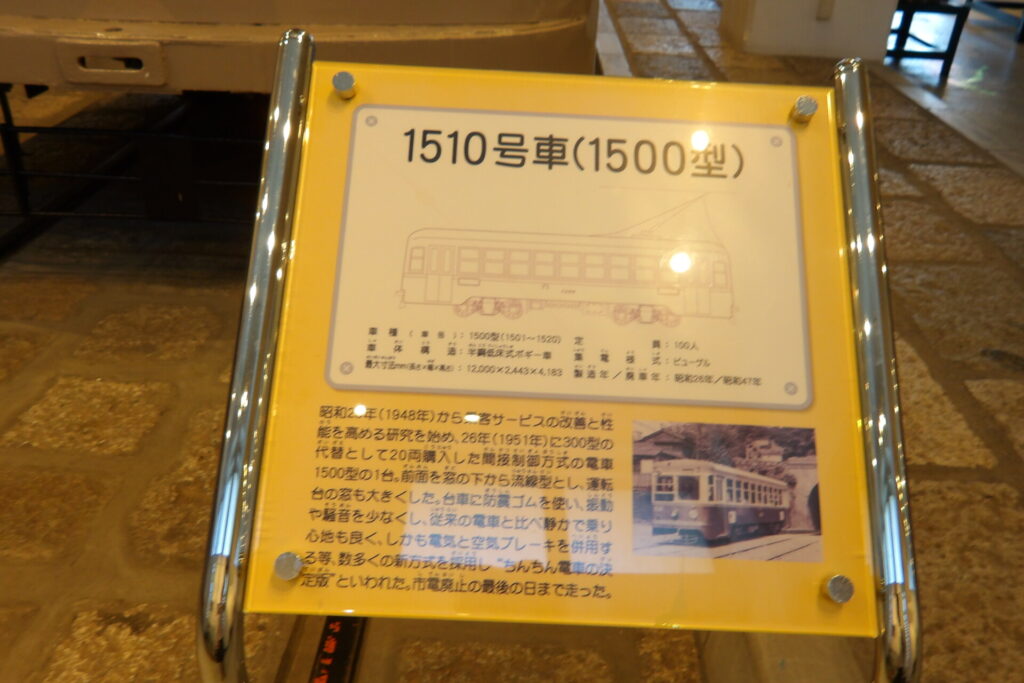 1510号車(1500型)
車種(車名):1500型(1501~1520) 定員:100人
車体構造:半鋼低床式ボギー車 集電様式:ビューゲル
最大寸法mm(長さ×幅×高さ):12,000×2,443×4,183 製造年/廃車年:昭和26年/昭和47年
昭和2年(1948年)から客サービスの改善と性
能を高める研究を始め、26年(1951年)に300型の
代替として20両購入した間接制御方式の電車
1500型の1台。前面を窓の下から流線型とし、運転
台の窓も大きくした。台車に防震ゴムを使い、振動
や騒音を少なくし、従来の電車と比べ静かで乗り
心地も良く、しかも電気と空気ブレーキを併用す
る等、数多くの新方式を採用し“ちんちん電車の決
定版”といわれた。市電廃止の最後の日まで走った。